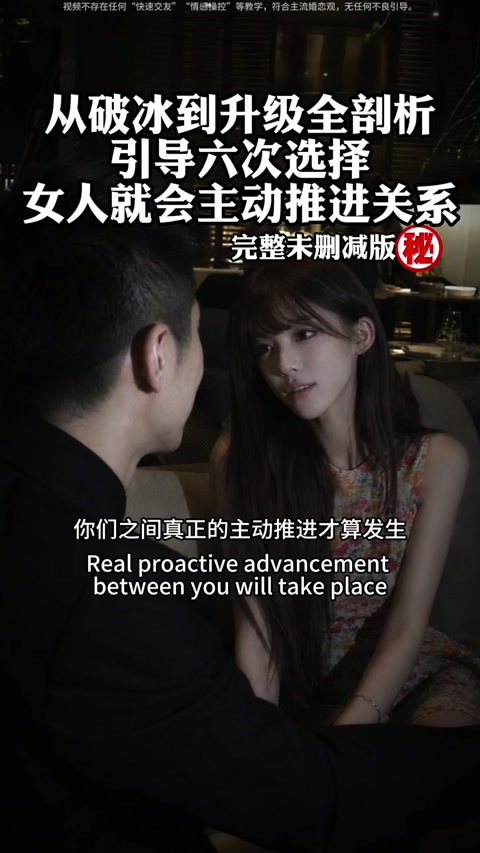 视频不存在任何“快速交友”“情感操控”等教学，符合主流婚恋观，无任何不良引导。
从破冰到升级全剖析
引导六次选择
女人就会主动推进关系
完整未删减版 秘
你们之间真正的主动推进才算发生
Real proactive advancement
between you will take place